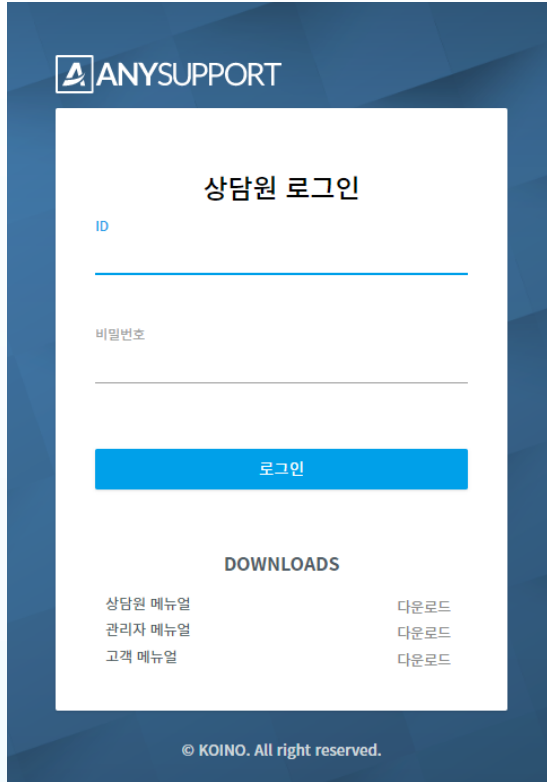 ANYSUPPORT
상담원 로그인
ID
비밀번호
로그인
DOWNLOADS
상담원 메뉴얼 다운로드
관리자 메뉴얼 다운로드
고객 메뉴얼 다운로드
© KOINO. All right reserved.